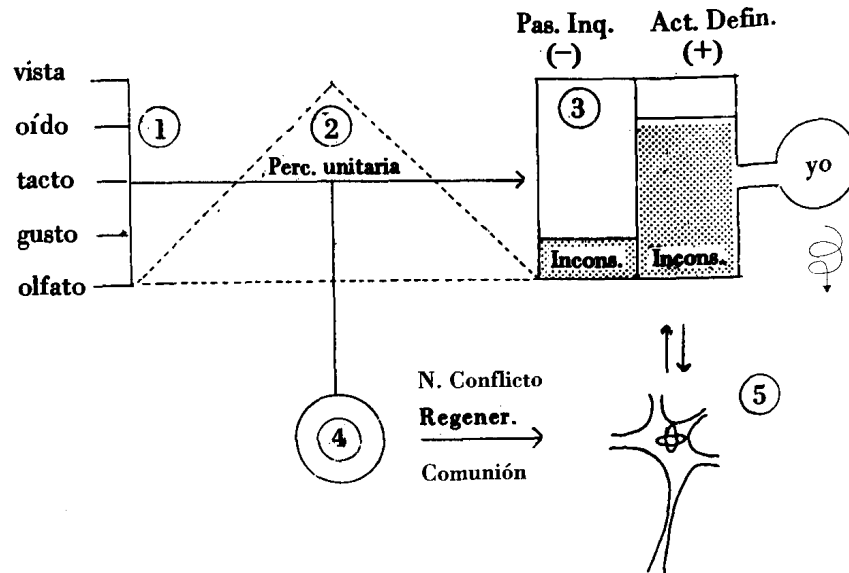 Pas. Inq.
(−)
Act. Defin.
(+)
vista
oído
tacto
gusto
olfato
1
2
Perc. unitaria
3
Incons.
Incons.
yo
4
N. Conflicto
Regener.
Comunión
5